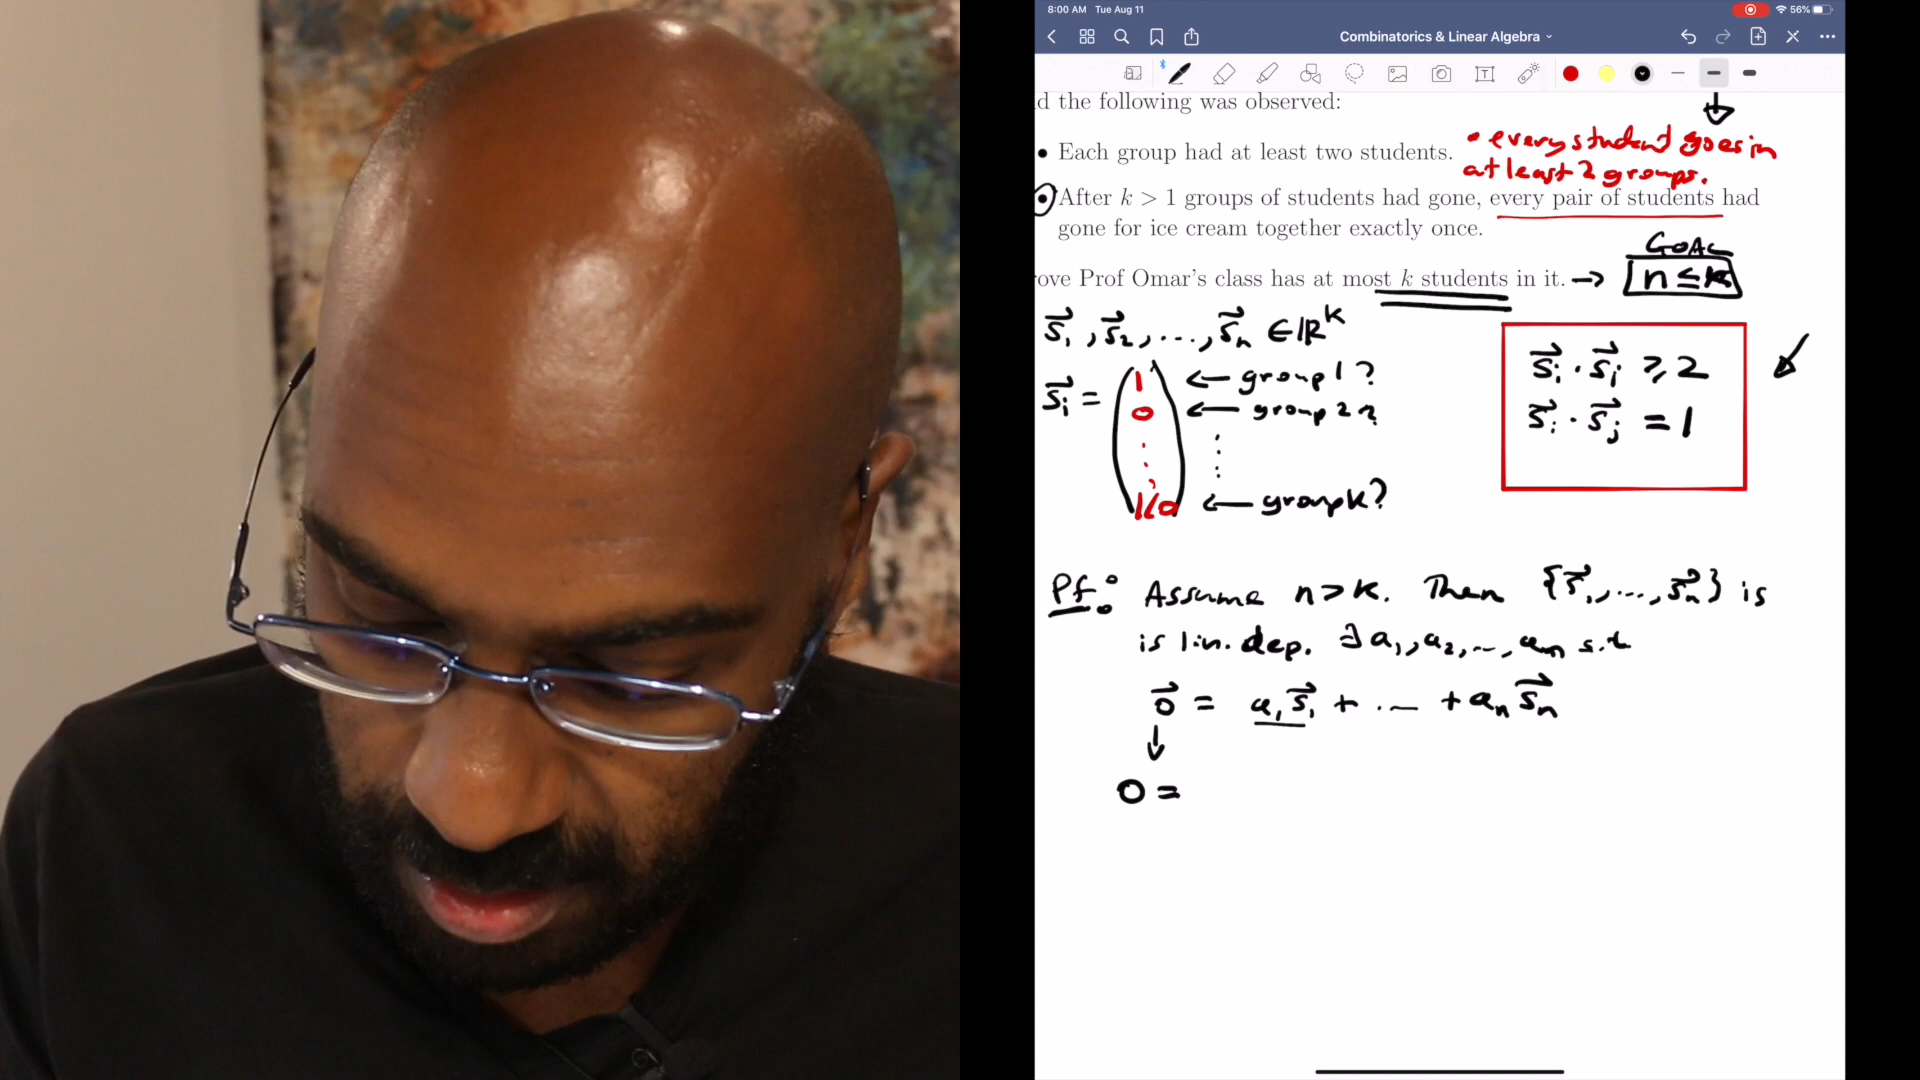 8:00 AM Tue Aug 11
56%
Combinatorics & Linear Algebra
d the following was observed:
• Each group had at least two students.
• every student goes in
at least 2 groups.
• After k > 1 groups of students had gone, every pair of students had
gone for ice cream together exactly once.
GOAL
rove Prof Omar's class has at most k students in it. → n ≤ k
s⃗₁, s⃗₂, ..., s⃗ₙ ∈ ℝᵏ
s⃗ᵢ · s⃗ᵢ ≥ 2
s⃗ᵢ · s⃗ⱼ = 1
s⃗ᵢ =
1 ← group 1?
0 ← group 2?
⋮ ⋮
1/0 ← group k?
Pf: Assume n > k. Then {s⃗₁, ..., s⃗ₙ} is
is lin. dep. ∃ a₁, a₂, ..., aₙ s.t
0⃗ = a₁s⃗₁ + ... + aₙs⃗ₙ
↓
0 =